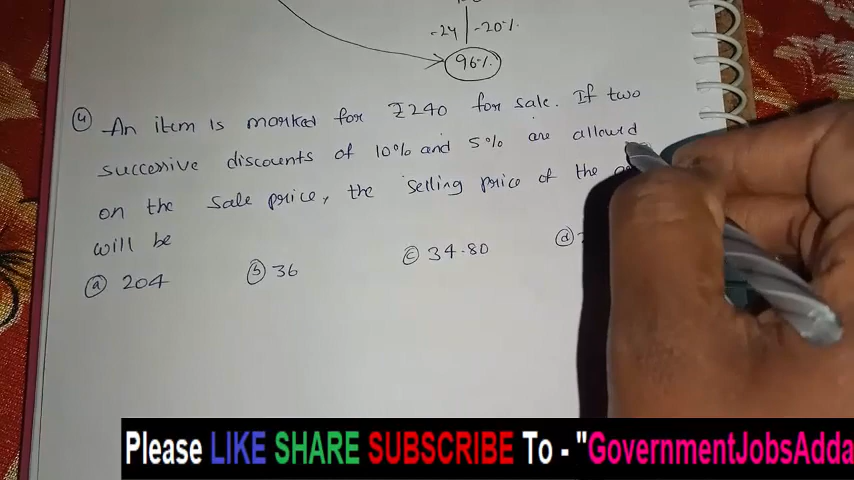 -24 -20%
96%
4 An item is marked for ₹240 for sale. If two
successive discounts of 10% and 5% are allowed
on the sale price, the selling price of the
will be
a 204 b 36 c 34.80 d
Please LIKE SHARE SUBSCRIBE To - "GovernmentJobsAdda